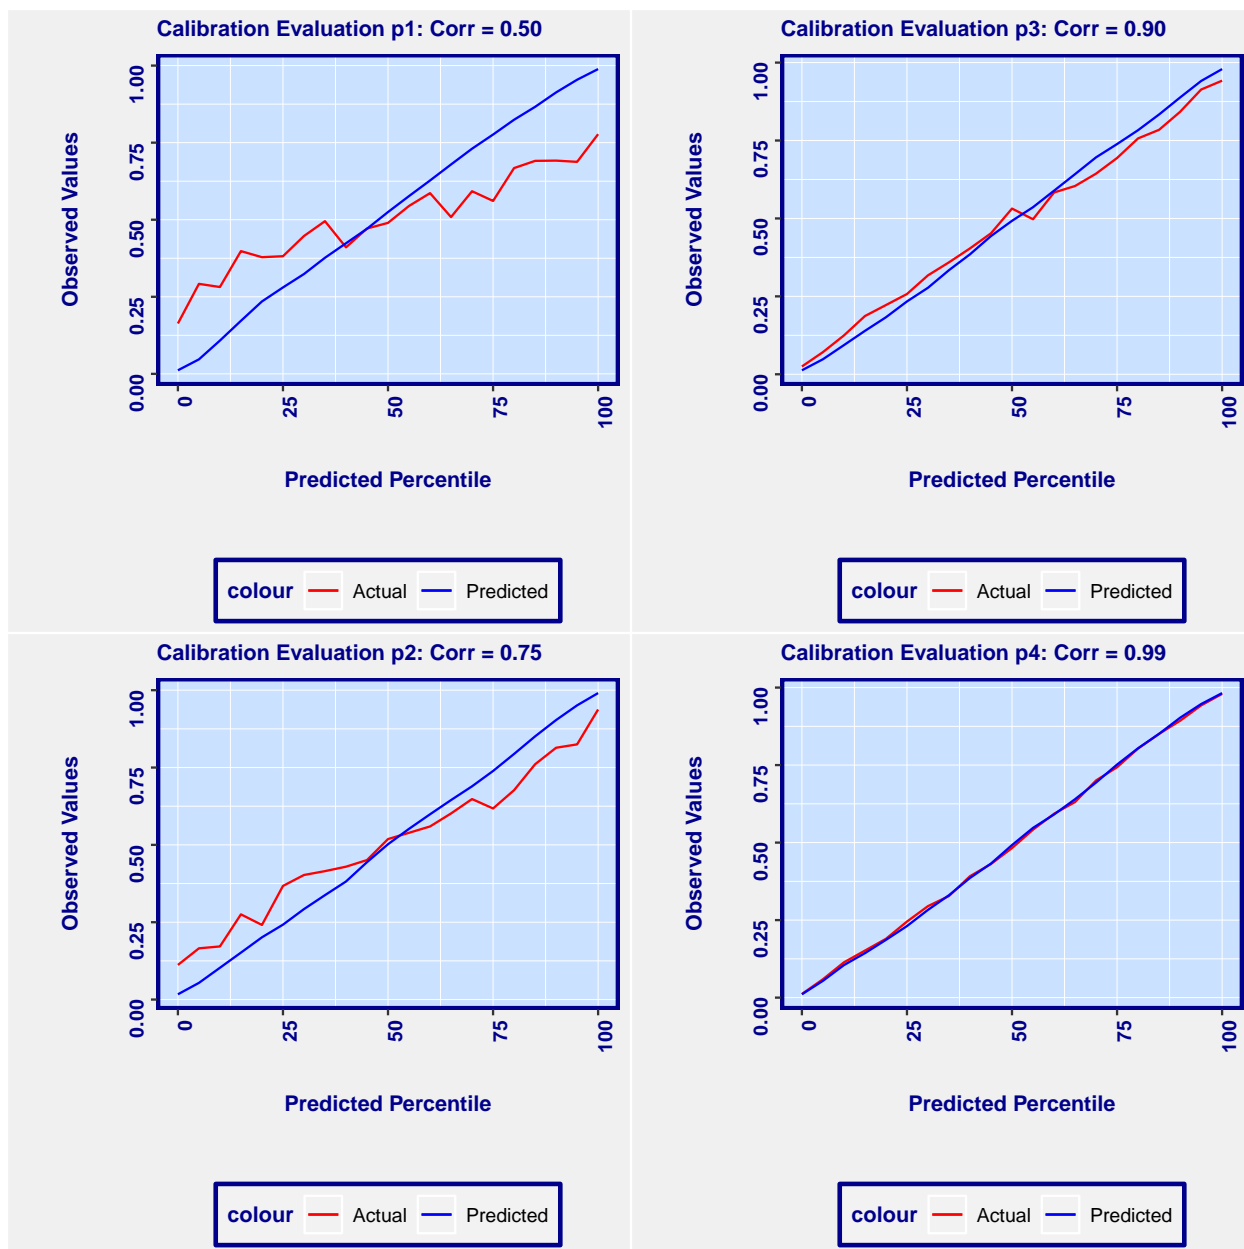 Calibration Evaluation p1: Corr = 0.50
Observed Values
1.00
0.75
0.50
0.25
0.00
0
25
50
75
100
Predicted Percentile
colour Actual Predicted
Calibration Evaluation p3: Corr = 0.90
Observed Values
1.00
0.75
0.50
0.25
0.00
0
25
50
75
100
Predicted Percentile
colour Actual Predicted
Calibration Evaluation p2: Corr = 0.75
Observed Values
1.00
0.75
0.50
0.25
0.00
0
25
50
75
100
Predicted Percentile
colour Actual Predicted
Calibration Evaluation p4: Corr = 0.99
Observed Values
1.00
0.75
0.50
0.25
0.00
0
25
50
75
100
Predicted Percentile
colour Actual Predicted